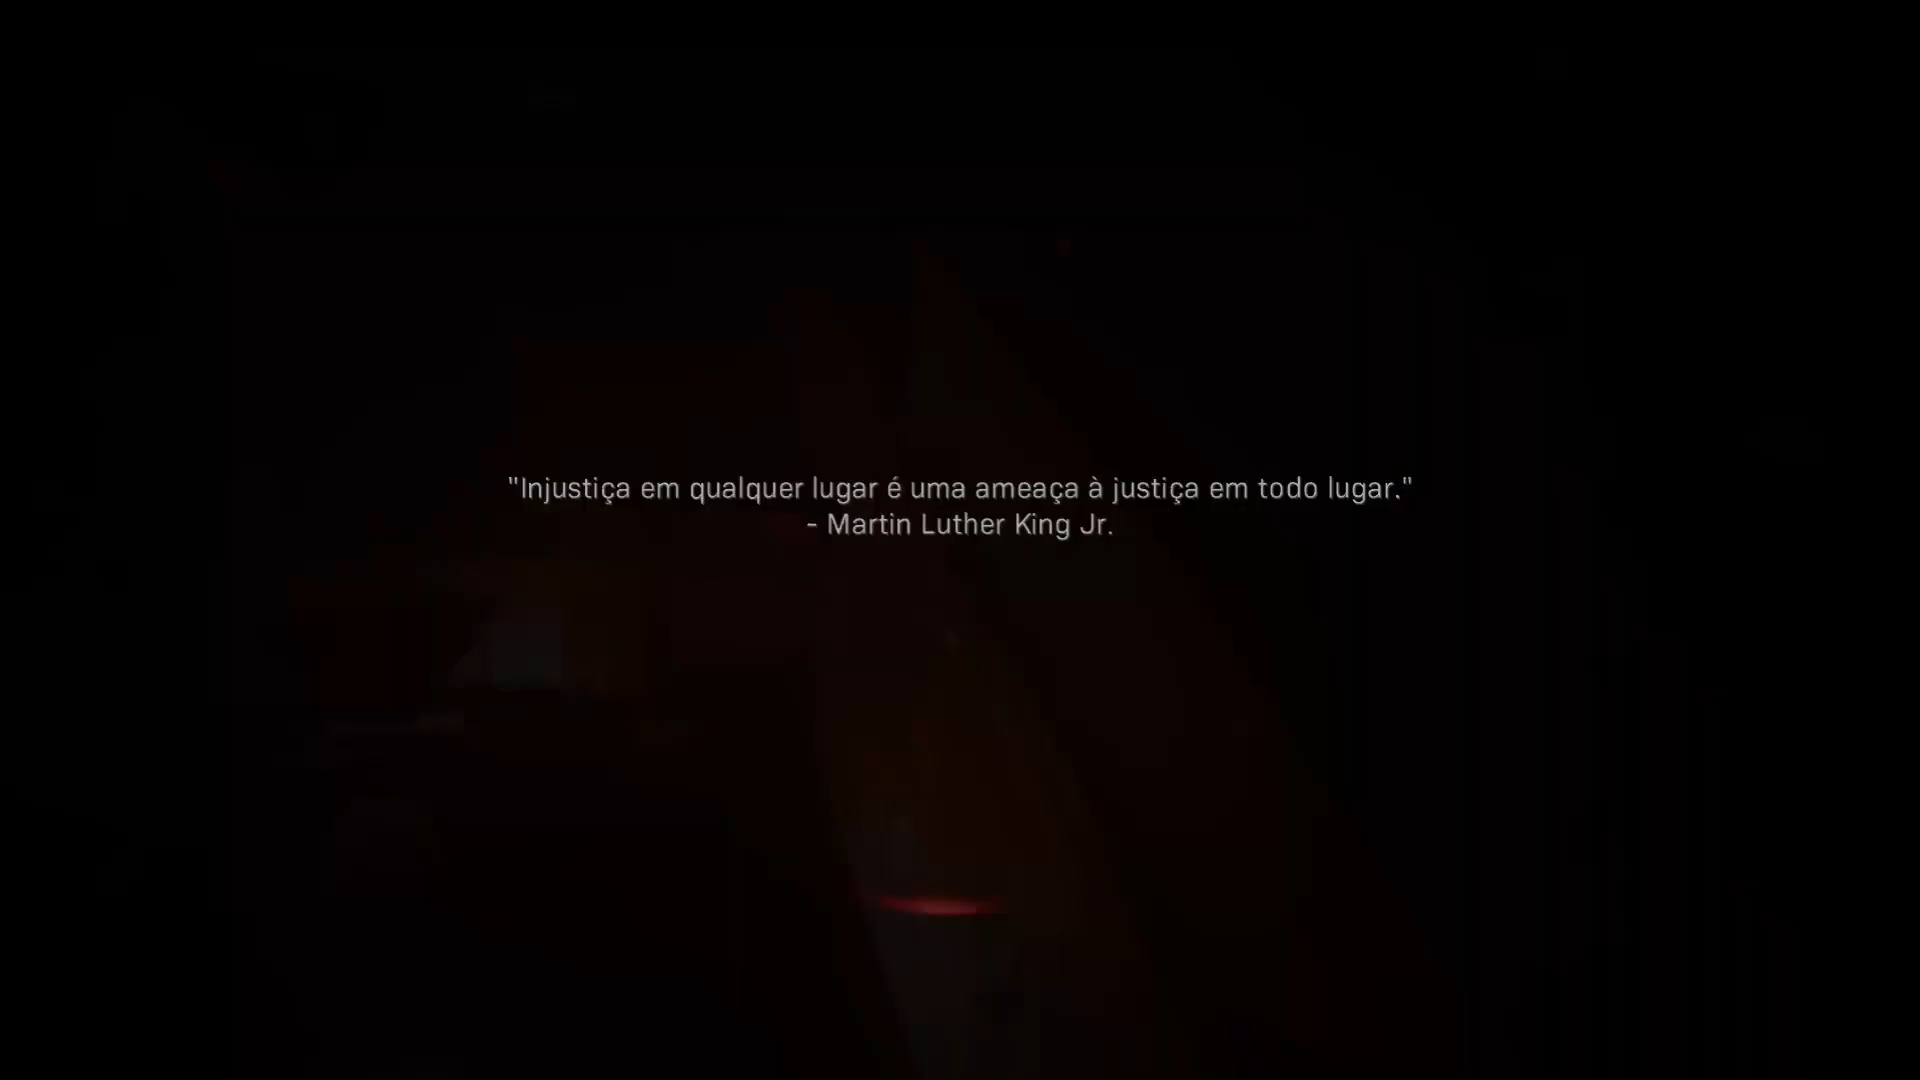 "Injustiça em qualquer lugar é uma ameaça à justiça em todo lugar."
- Martin Luther King Jr.